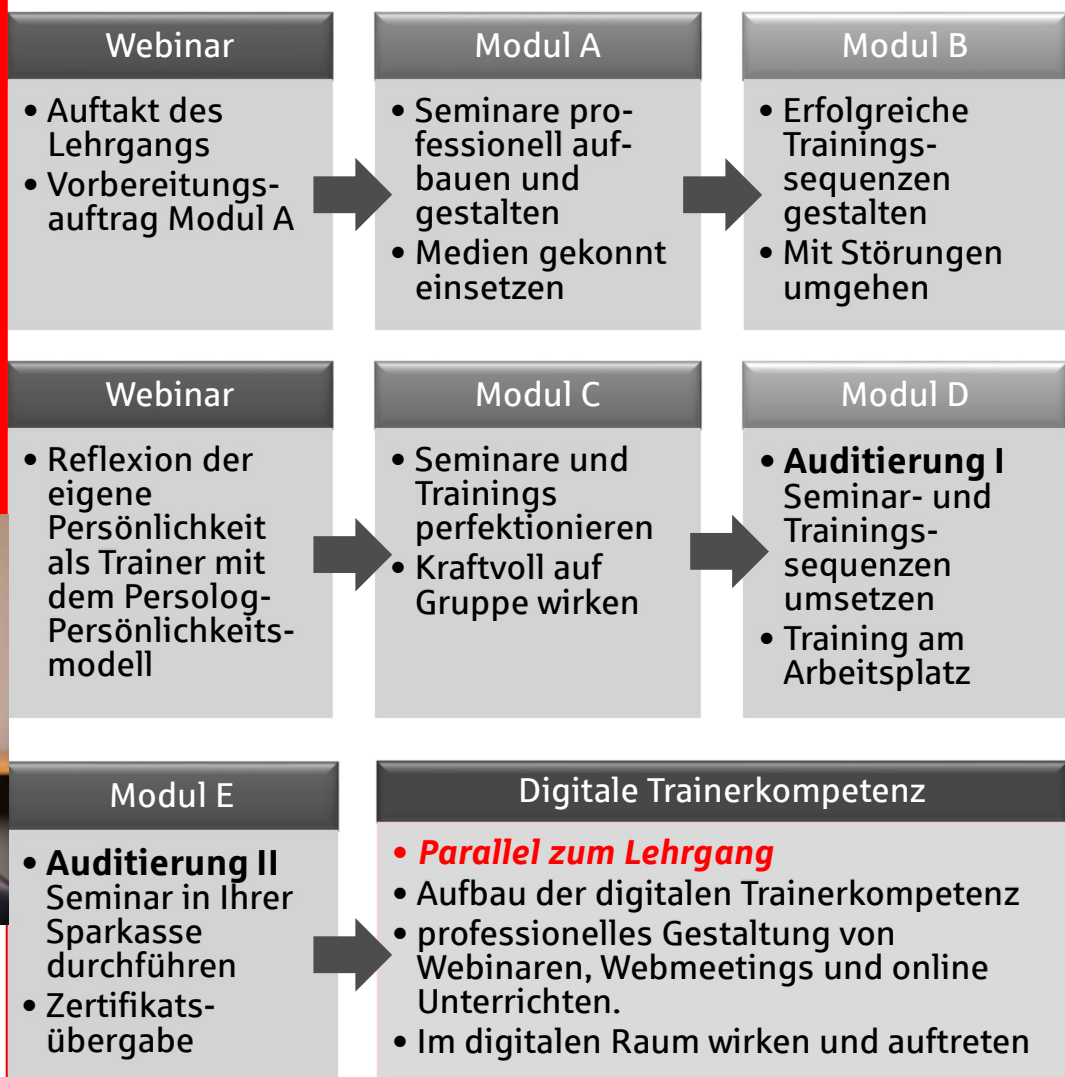 Webinar
• Auftakt des
Lehrgangs
• Vorbereitungs-
auftrag Modul A
Modul A
• Seminare pro-
fessionell auf-
bauen und
gestalten
• Medien gekonnt
einsetzen
Modul B
• Erfolgreiche
Trainings-
sequenzen
gestalten
• Mit Störungen
umgehen
Webinar
• Reflexion der
eigene
Persönlichkeit
als Trainer mit
dem Persolog-
Persönlichkeits-
modell
Modul C
• Seminare und
Trainings
perfektionieren
• Kraftvoll auf
Gruppe wirken
Modul D
• Auditierung I
Seminar- und
Trainings-
sequenzen
umsetzen
• Training am
Arbeitsplatz
Modul E
• Auditierung II
Seminar in Ihrer
Sparkasse
durchführen
• Zertifikats-
übergabe
Digitale Trainerkompetenz
• Parallel zum Lehrgang
• Aufbau der digitalen Trainerkompetenz
• professionelles Gestaltung von
Webinaren, Webmeetings und online
Unterrichten.
• Im digitalen Raum wirken und auftreten